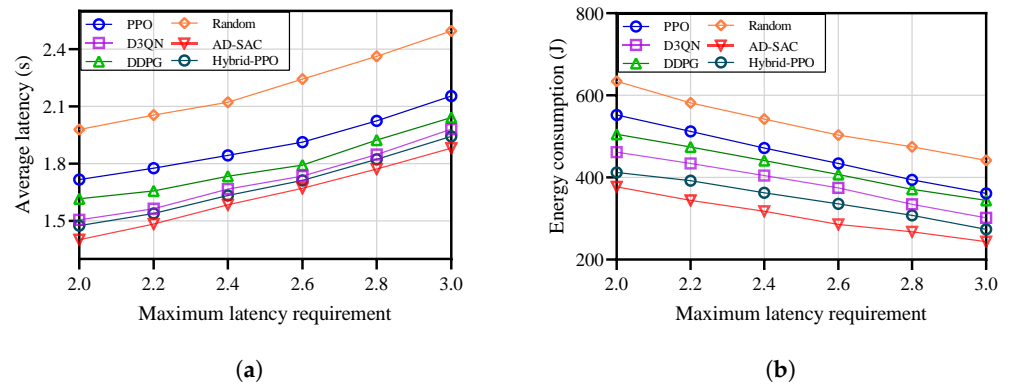 PPO
Random
D3QN
AD-SAC
DDPG
Hybrid-PPO
Average latency (s)
2.4
2.1
1.8
1.5
2.0 2.2 2.4 2.6 2.8 3.0
Maximum latency requirement
(a)
PPO
Random
D3QN
AD-SAC
DDPG
Hybrid-PPO
Energy consumption (J)
800
600
400
200
2.0 2.2 2.4 2.6 2.8 3.0
Maximum latency requirement
(b)